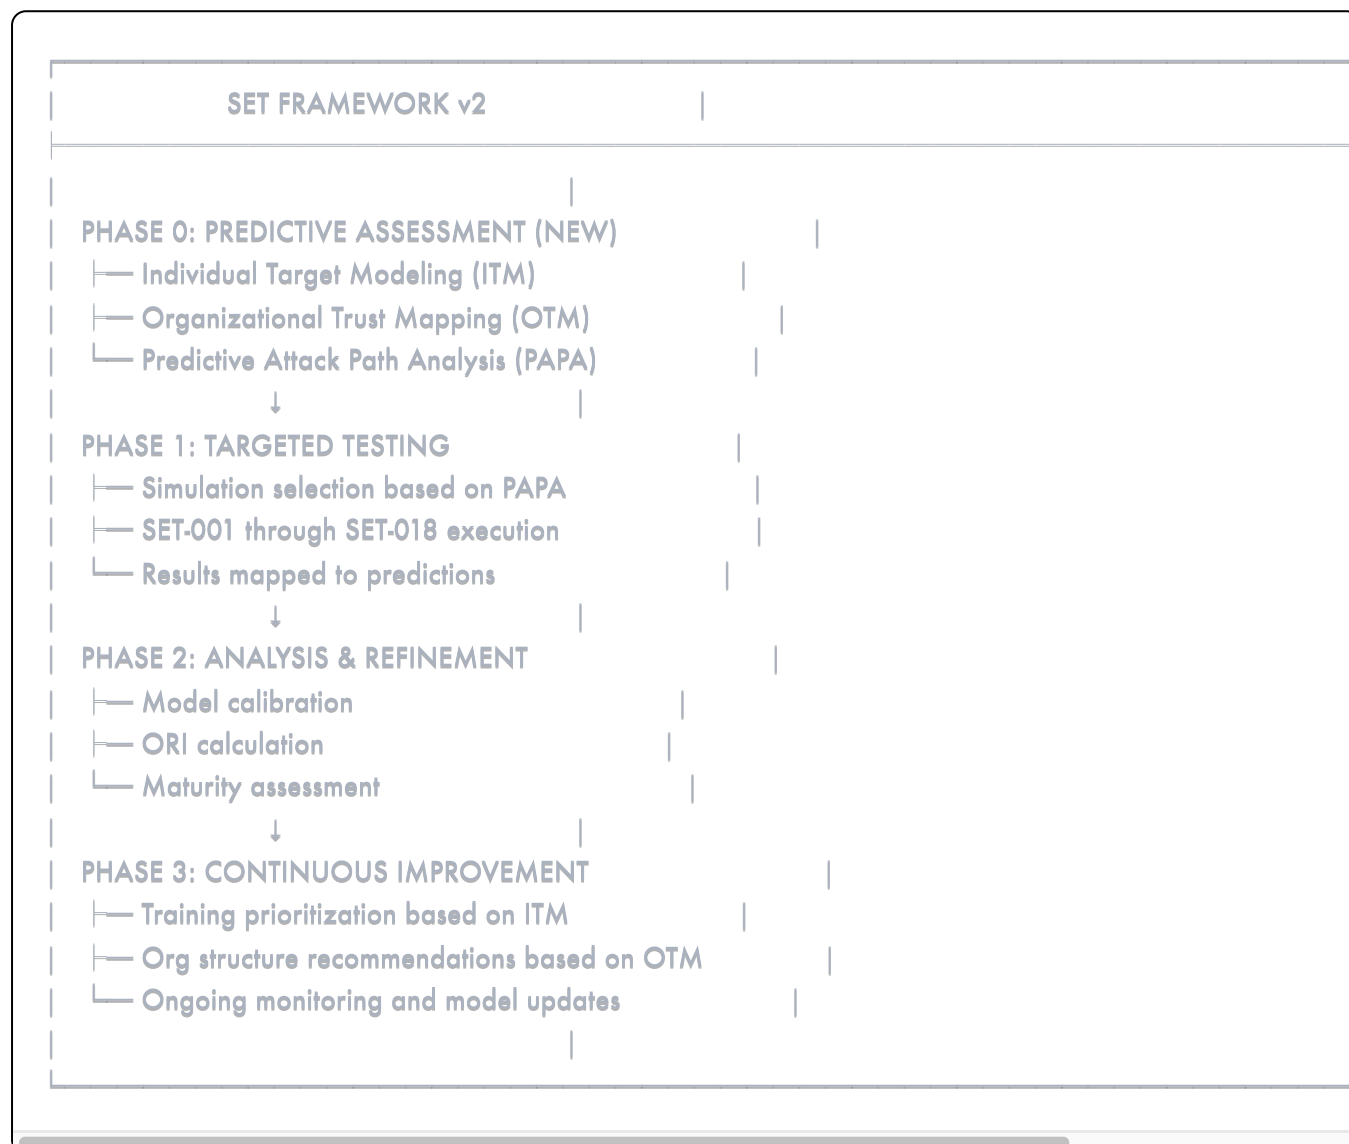 SET FRAMEWORK v2
PHASE 0: PREDICTIVE ASSESSMENT (NEW)
├── Individual Target Modeling (ITM)
├── Organizational Trust Mapping (OTM)
└── Predictive Attack Path Analysis (PAPA)
↓
PHASE 1: TARGETED TESTING
├── Simulation selection based on PAPA
├── SET-001 through SET-018 execution
└── Results mapped to predictions
↓
PHASE 2: ANALYSIS & REFINEMENT
├── Model calibration
├── ORI calculation
└── Maturity assessment
↓
PHASE 3: CONTINUOUS IMPROVEMENT
├── Training prioritization based on ITM
├── Org structure recommendations based on OTM
└── Ongoing monitoring and model updates